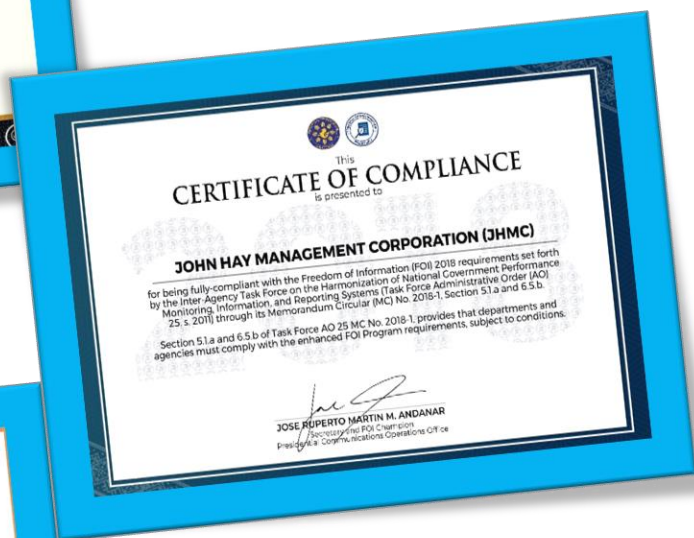 This
CERTIFICATE OF COMPLIANCE
is presented to
2018
JOHN HAY MANAGEMENT CORPORATION (JHMC)
for being fully-compliant with the Freedom of Information (FOI) 2018 requirements set forth
by the Inter-Agency Task Force on the Harmonization of National Government Performance
Monitoring, Information, and Reporting Systems (Task Force Administrative Order (AO)
25, s. 2011) through its Memorandum Circular (MC) No. 2018-1, Section 5.1.a and 6.5.b.
Section 5.1.a and 6.5.b of Task Force AO 25 MC No. 2018-1, provides that departments and
agencies must comply with the enhanced FOI Program requirements, subject to conditions.
JOSE RUPERTO MARTIN M. ANDANAR
Secretary and FOI Champion
Presidential Communications Operations Office